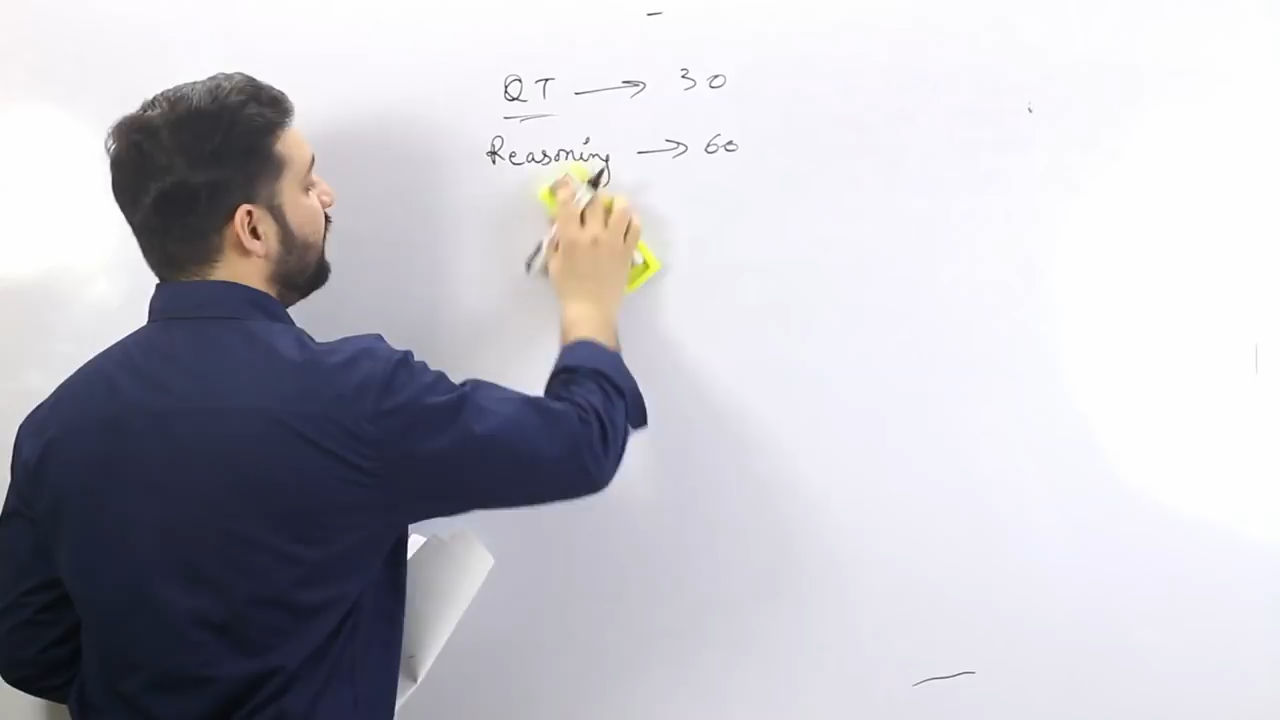 QT → 30
Reasoning → 60